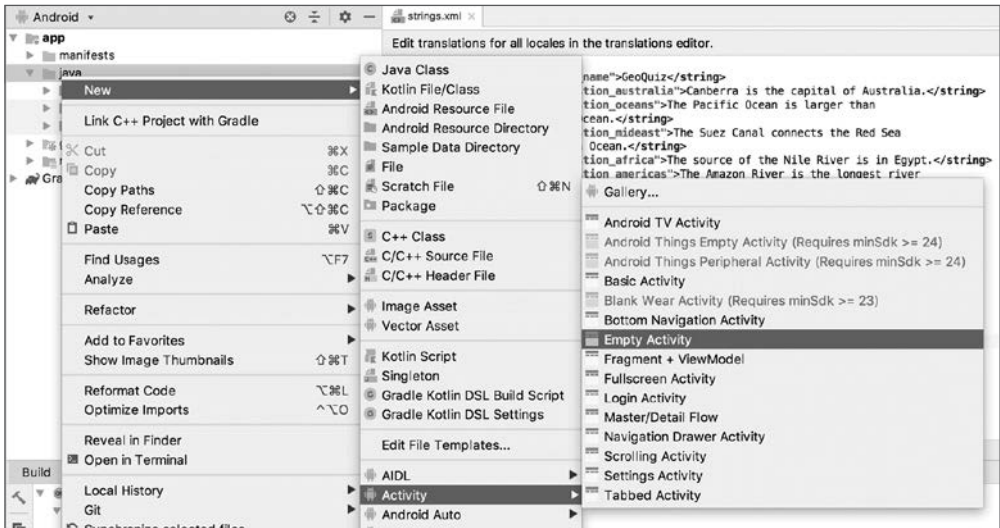 Android
strings.xml
app
manifests
java
Gra
Build
Edit translations for all locales in the translations editor.
name">GeoQuiz</string>
tion_australia">Canberra is the capital of Australia.</string>
tion_oceans">The Pacific Ocean is larger than
cean.</string>
tion_mideast">The Suez Canal connects the Red Sea
Ocean.</string>
tion_africa">The source of the Nile River is in Egypt.</string>
tion_americas">The Amazon River is the longest river
New
Link C++ Project with Gradle
Cut ⌘X
Copy ⌘C
Copy Paths ⇧⌘C
Copy Reference ⌥⇧⌘C
Paste ⌘V
Find Usages ⌥F7
Analyze
Refactor
Add to Favorites
Show Image Thumbnails ⇧⌘T
Reformat Code ⌥⌘L
Optimize Imports ^⌥O
Reveal in Finder
Open in Terminal
Local History
Git
Synchronize selected files
Java Class
Kotlin File/Class
Android Resource File
Android Resource Directory
Sample Data Directory
File
Scratch File ⇧⌘N
Package
C++ Class
C/C++ Source File
C/C++ Header File
Image Asset
Vector Asset
Kotlin Script
Singleton
Gradle Kotlin DSL Build Script
Gradle Kotlin DSL Settings
Edit File Templates...
AIDL
Activity
Android Auto
Gallery...
Android TV Activity
Android Things Empty Activity (Requires minSdk >= 24)
Android Things Peripheral Activity (Requires minSdk >= 24)
Basic Activity
Blank Wear Activity (Requires minSdk >= 23)
Bottom Navigation Activity
Empty Activity
Fragment + ViewModel
Fullscreen Activity
Login Activity
Master/Detail Flow
Navigation Drawer Activity
Scrolling Activity
Settings Activity
Tabbed Activity